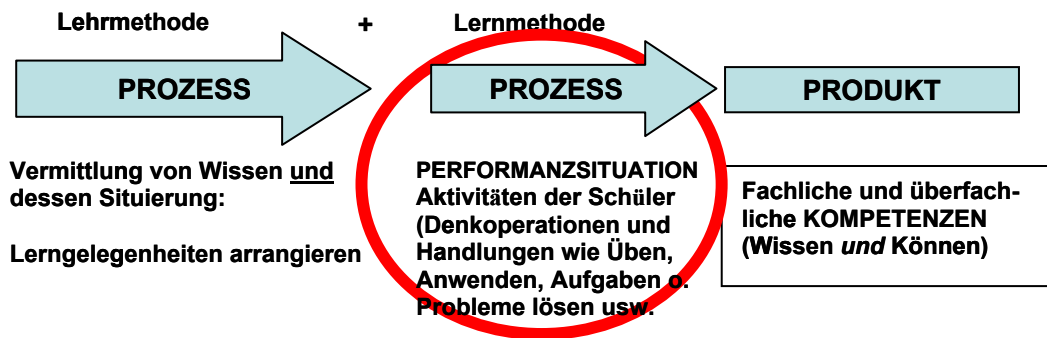 Lehrmethode + Lernmethode
PROZESS PROZESS PRODUKT
Vermittlung von Wissen und
dessen Situierung:
Lerngelegenheiten arrangieren
PERFORMANZSITUATION
Aktivitäten der Schüler
(Denkoperationen und
Handlungen wie Üben,
Anwenden, Aufgaben o.
Probleme lösen usw.
Fachliche und überfach-
liche KOMPETENZEN
(Wissen und Können)